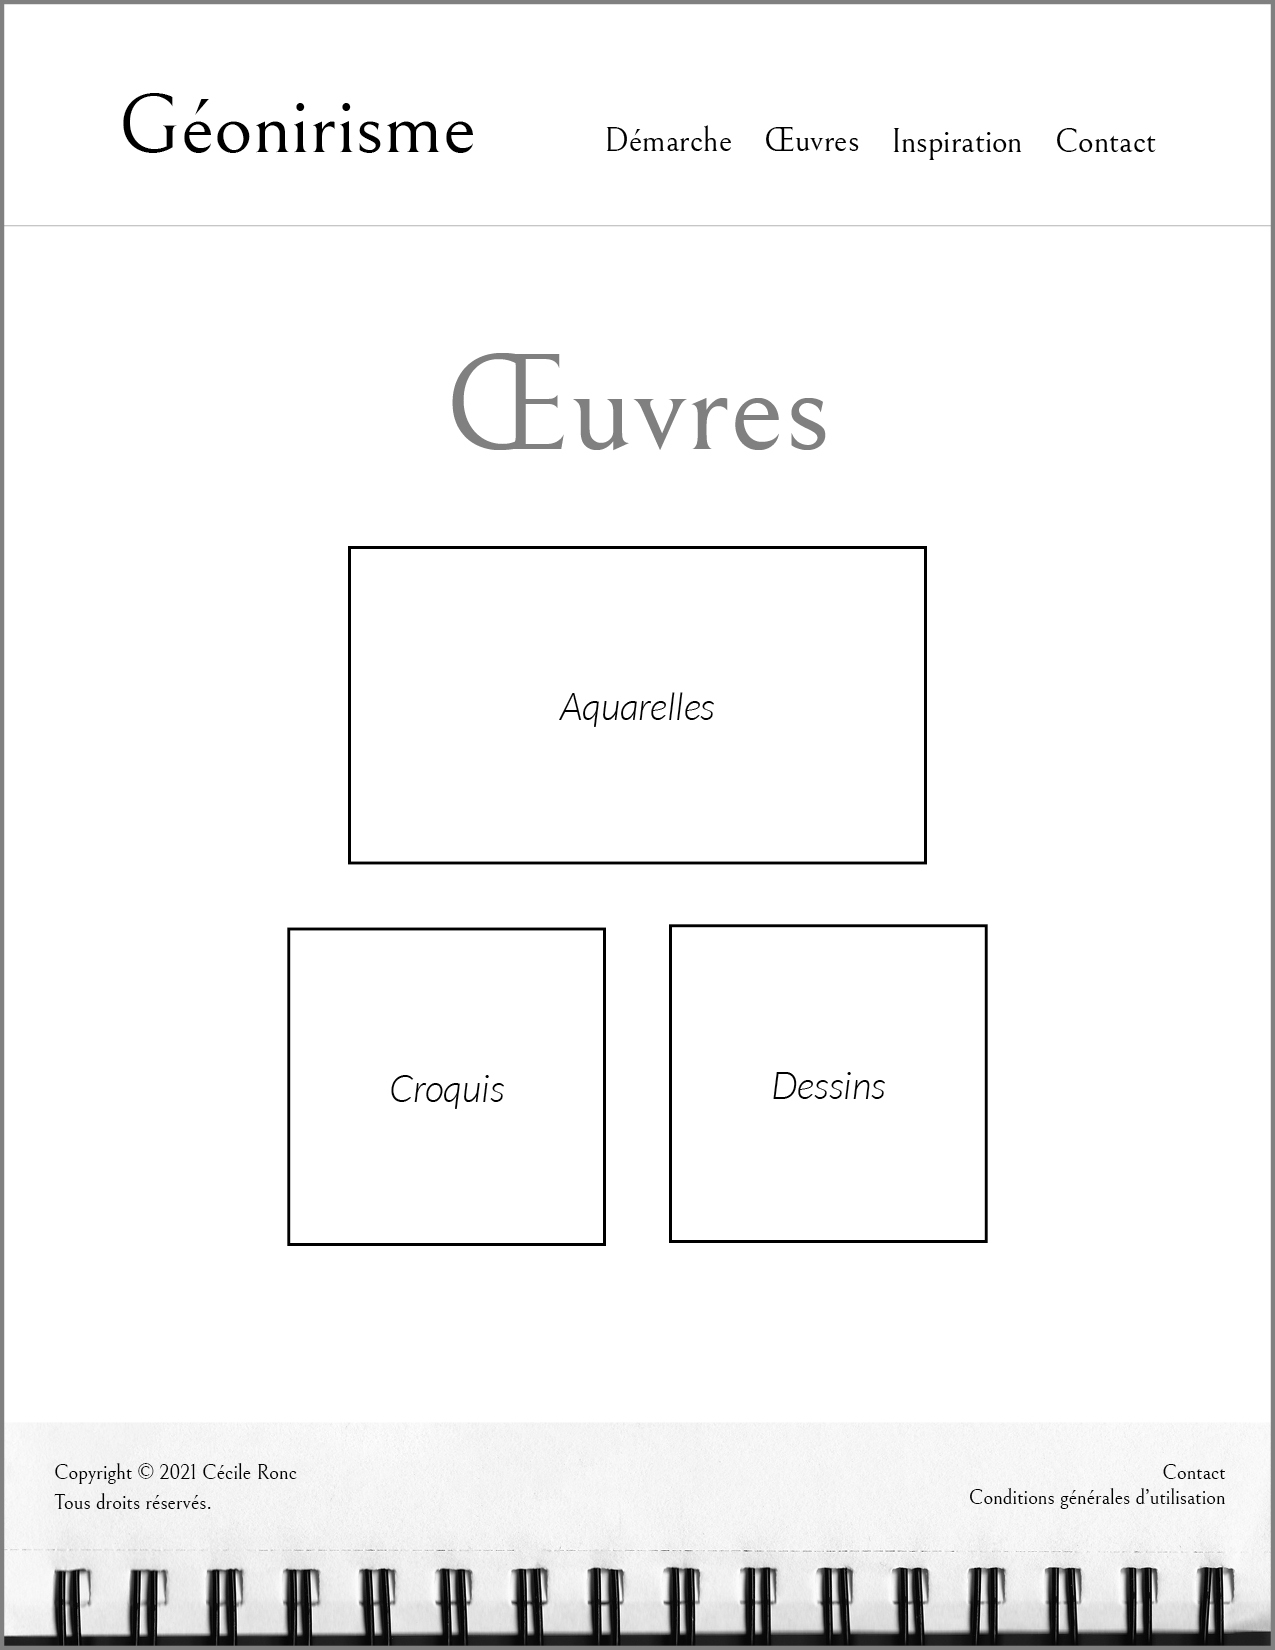 Géonirisme
Démarche Œuvres Inspiration Contact
Œuvres
Aquarelles
Croquis
Dessins
Copyright © 2021 Cécile Ronc
Tous droits réservés.
Contact
Conditions générales d’utilisation